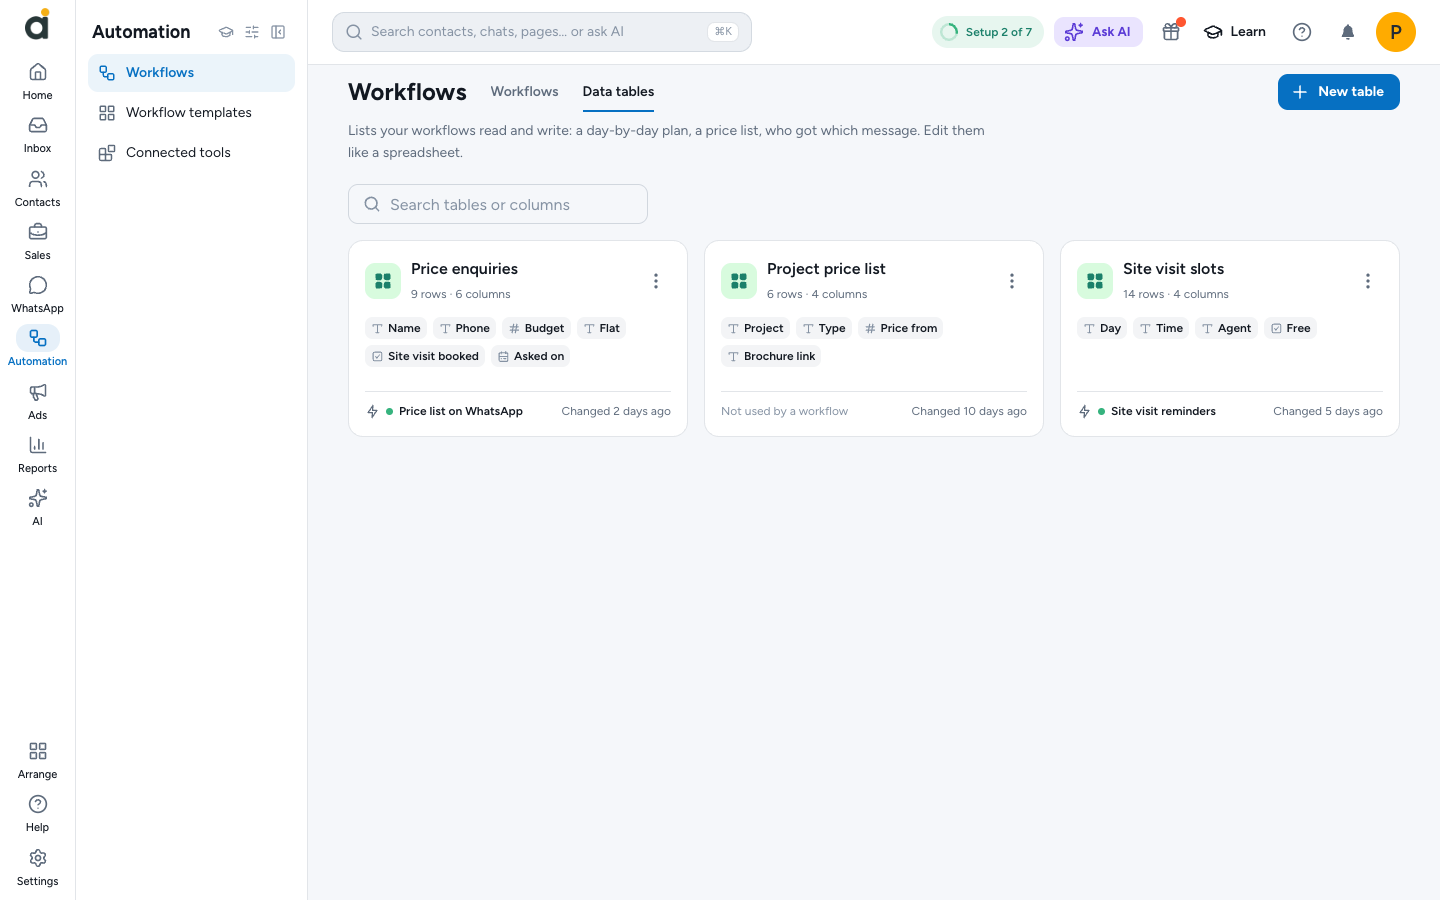 Automation
Search contacts, chats, pages... or ask AI
⌘K
Setup 2 of 7
Ask AI
Learn
P
Home
Inbox
Contacts
Sales
WhatsApp
Automation
Ads
Reports
AI
Arrange
Help
Settings
Workflows
Workflow templates
Connected tools
Workflows
Workflows
Data tables
New table
Lists your workflows read and write: a day-by-day plan, a price list, who got which message. Edit them
like a spreadsheet.
Search tables or columns
Price enquiries
9 rows · 6 columns
Name
Phone
Budget
Flat
Site visit booked
Asked on
Price list on WhatsApp
Changed 2 days ago
Project price list
6 rows · 4 columns
Project
Type
Price from
Brochure link
Not used by a workflow
Changed 10 days ago
Site visit slots
14 rows · 4 columns
Day
Time
Agent
Free
Site visit reminders
Changed 5 days ago